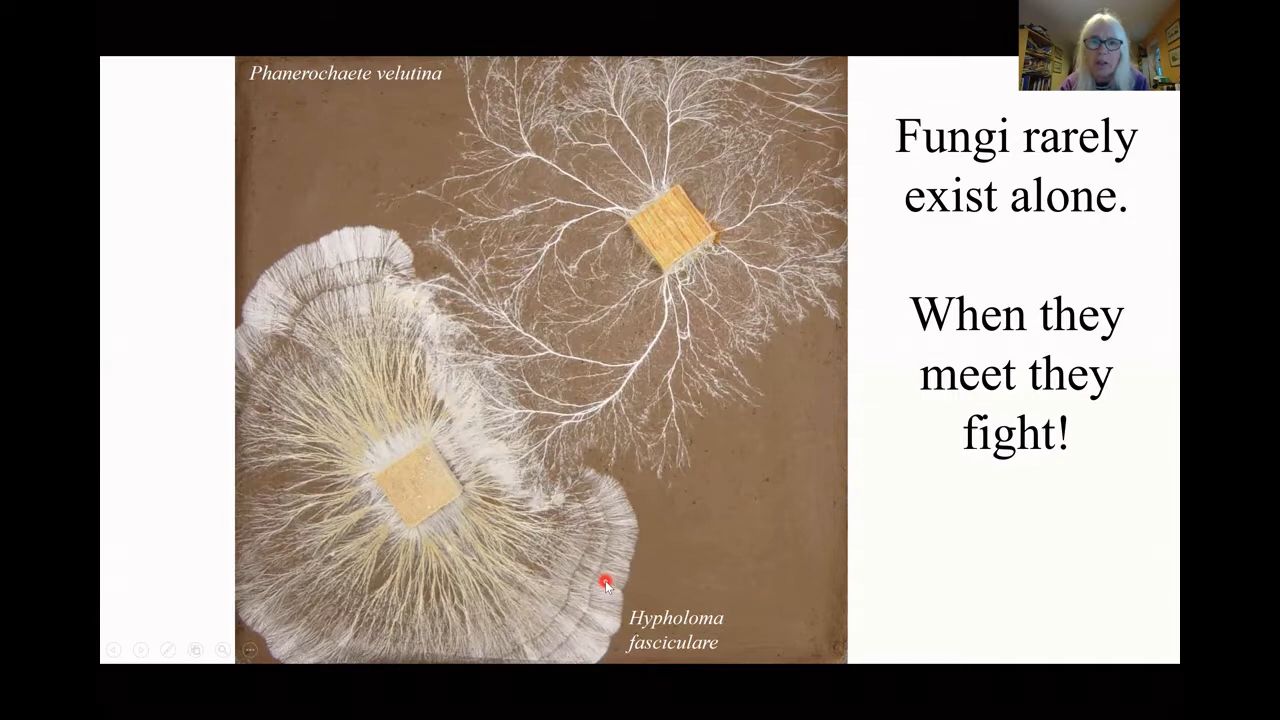 Phanerochaete velutina
Fungi rarely
exist alone.
When they
meet they
fight!
Hypholoma
fasciculare